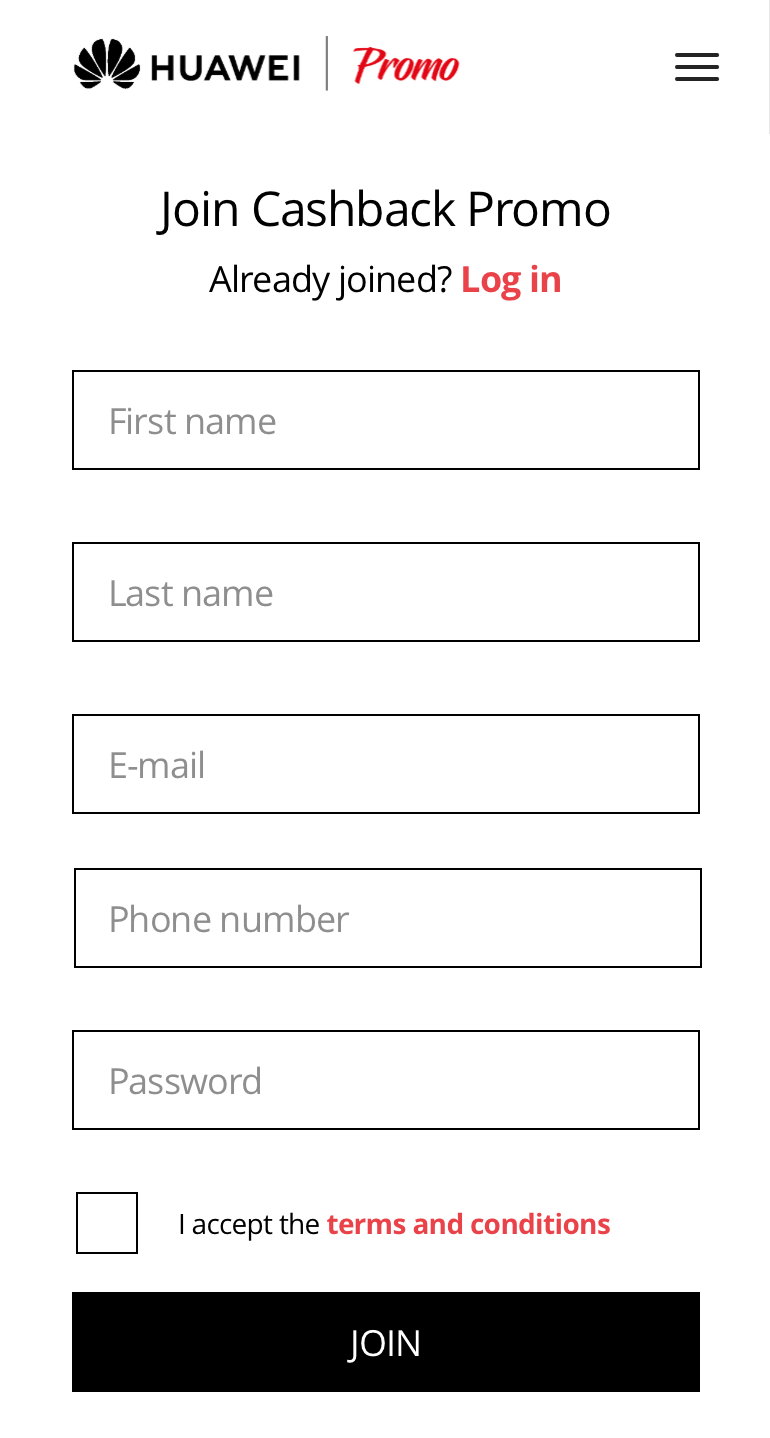 HUAWEI | Promo
Join Cashback Promo
Already joined? Log in
First name
Last name
E-mail
Phone number
Password
I accept the terms and conditions
JOIN